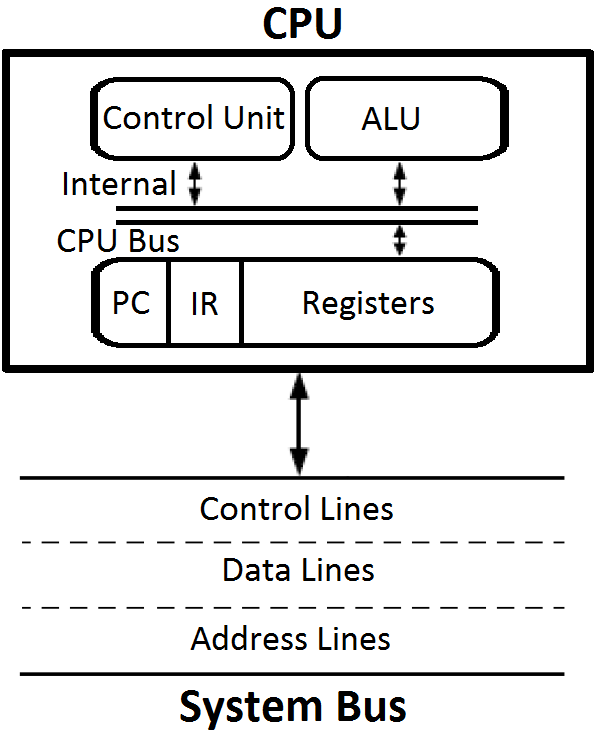 CPU
Control Unit
ALU
Internal
CPU Bus
PC
IR
Registers
Control Lines
Data Lines
Address Lines
System Bus